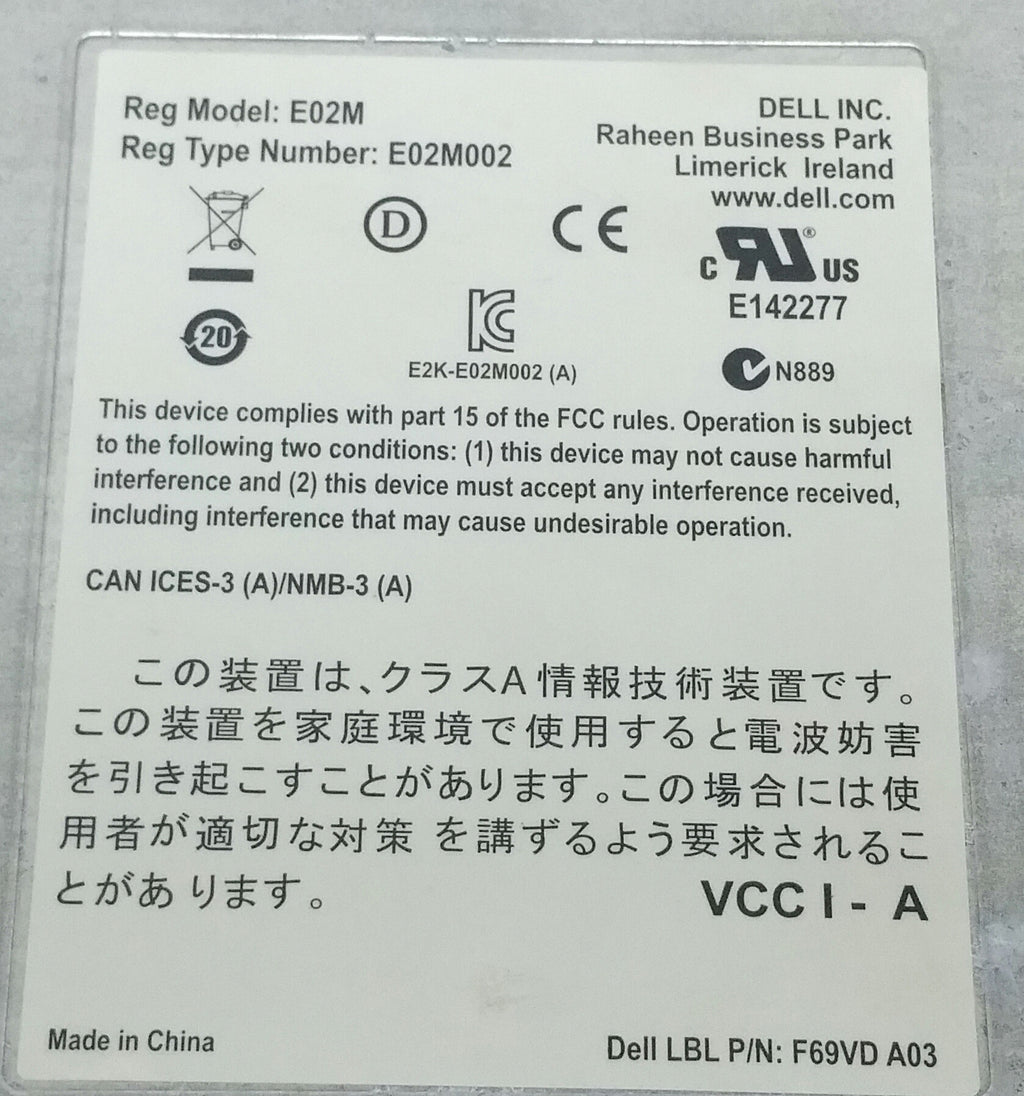 Reg Model: E02M
Reg Type Number: E02M002
DELL INC.
Raheen Business Park
Limerick Ireland
www.dell.com
D
CE
c RU ® US
E142277
20
KC
E2K-E02M002 (A)
N889
This device complies with part 15 of the FCC rules. Operation is subject
to the following two conditions: (1) this device may not cause harmful
interference and (2) this device must accept any interference received,
including interference that may cause undesirable operation.
CAN ICES-3 (A)/NMB-3 (A)
この装置は、クラスA情報技術装置です。
この装置を家庭環境で使用すると電波妨害
を引き起こすことがあります。この場合には使
用者が適切な対策 を講ずるよう要求されるこ
とがあ ります。
VCC I - A
Made in China
Dell LBL P/N: F69VD A03